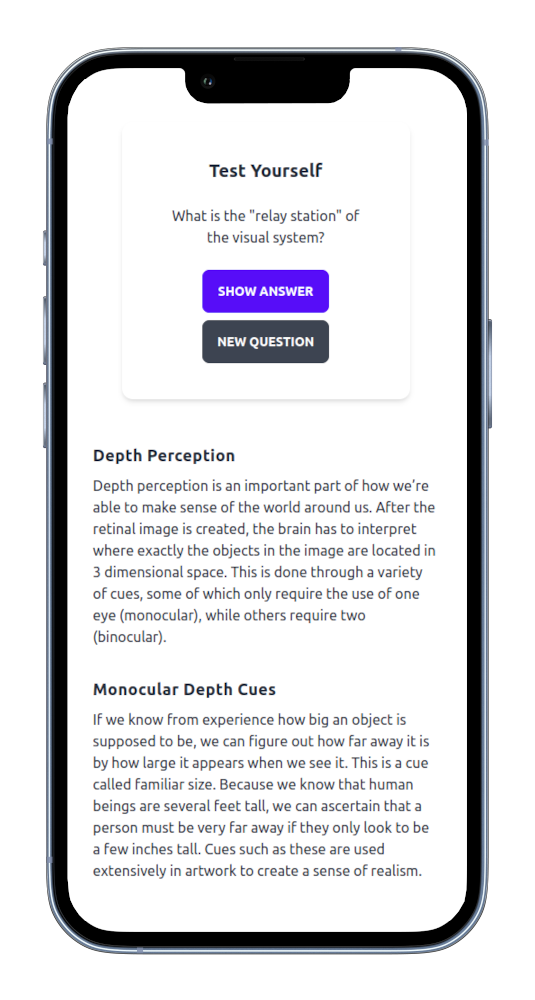 Test Yourself
What is the "relay station" of
the visual system?
SHOW ANSWER
NEW QUESTION
Depth Perception
Depth perception is an important part of how we’re
able to make sense of the world around us. After the
retinal image is created, the brain has to interpret
where exactly the objects in the image are located in
3 dimensional space. This is done through a variety
of cues, some of which only require the use of one
eye (monocular), while others require two
(binocular).
Monocular Depth Cues
If we know from experience how big an object is
supposed to be, we can figure out how far away it is
by how large it appears when we see it. This is a cue
called familiar size. Because we know that human
beings are several feet tall, we can ascertain that a
person must be very far away if they only look to be
a few inches tall. Cues such as these are used
extensively in artwork to create a sense of realism.